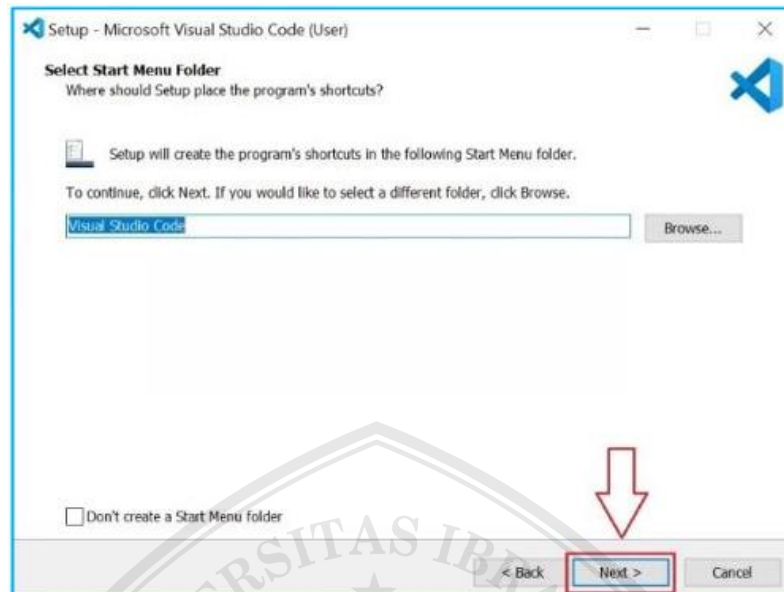 Setup - Microsoft Visual Studio Code (User)
Select Start Menu Folder
Where should Setup place the program's shortcuts?
Setup will create the program's shortcuts in the following Start Menu folder.
To continue, click Next. If you would like to select a different folder, click Browse.
Visual Studio Code
Browse...
Don't create a Start Menu folder
< Back
Next >
Cancel